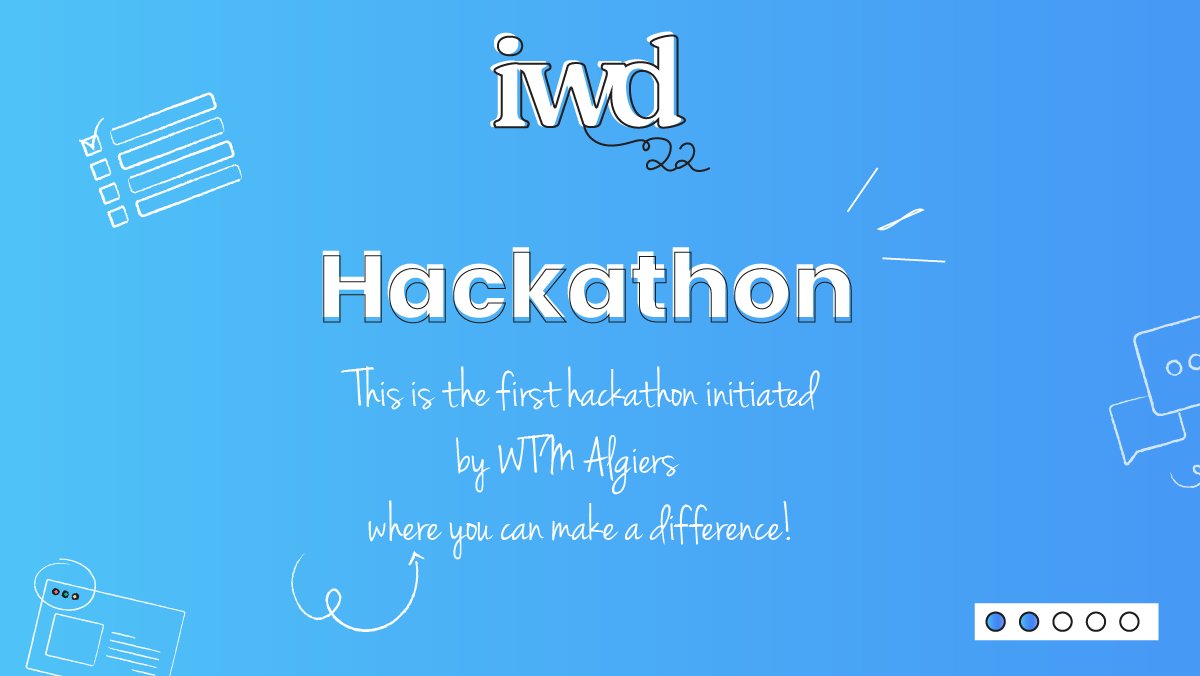 iwd
22
Hackathon
This is the first hackathon initiated
by WTM Algiers
where you can make a difference!